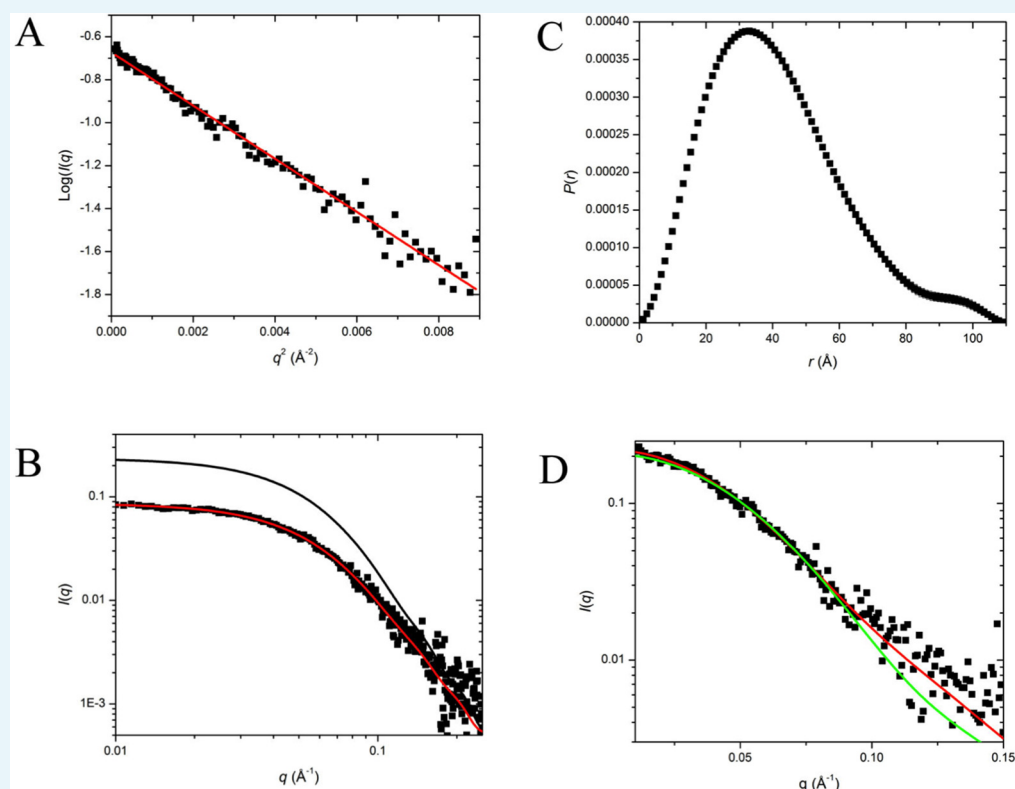 A
-0.6
-0.8
-1.0
-1.2
-1.4
-1.6
-1.8
Log(I(q)
0.000 0.002 0.004 0.006 0.008
q² (Å⁻²)
C
0.00040
0.00035
0.00030
0.00025
0.00020
0.00015
0.00010
0.00005
0.00000
P(r)
0 20 40 60 80 100
r (Å)
B
0.1
0.01
1E-3
I(q)
0.01 0.1
q (Å⁻¹)
D
0.1
0.01
I(q)
0.05 0.10 0.15
q (Å⁻¹)